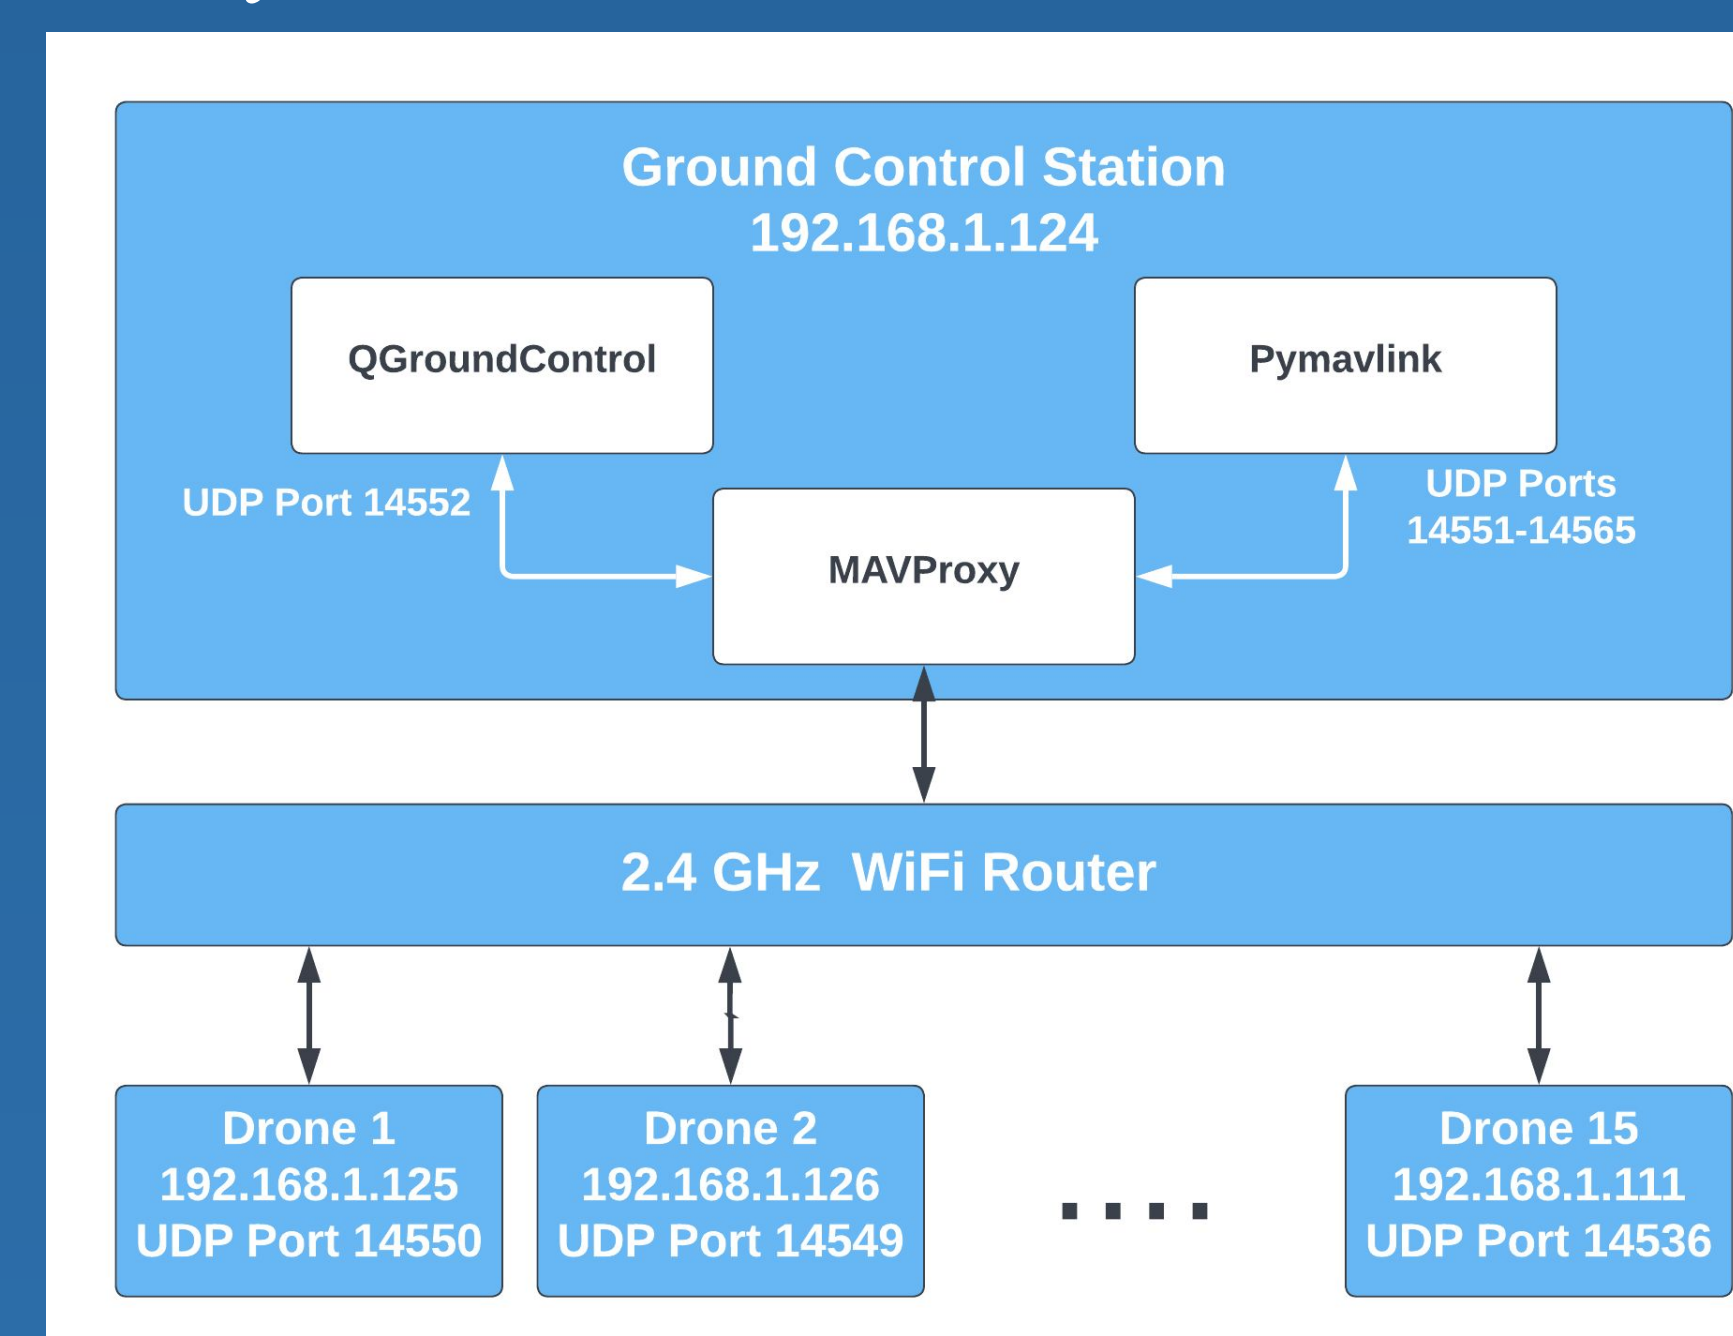 Ground Control Station
192.168.1.124
QGroundControl
Pymavlink
UDP Port 14552
UDP Ports
14551-14565
MAVProxy
2.4 GHz  WiFi Router
Drone 1
192.168.1.125
UDP Port 14550
Drone 2
192.168.1.126
UDP Port 14549
....
Drone 15
192.168.1.111
UDP Port 14536